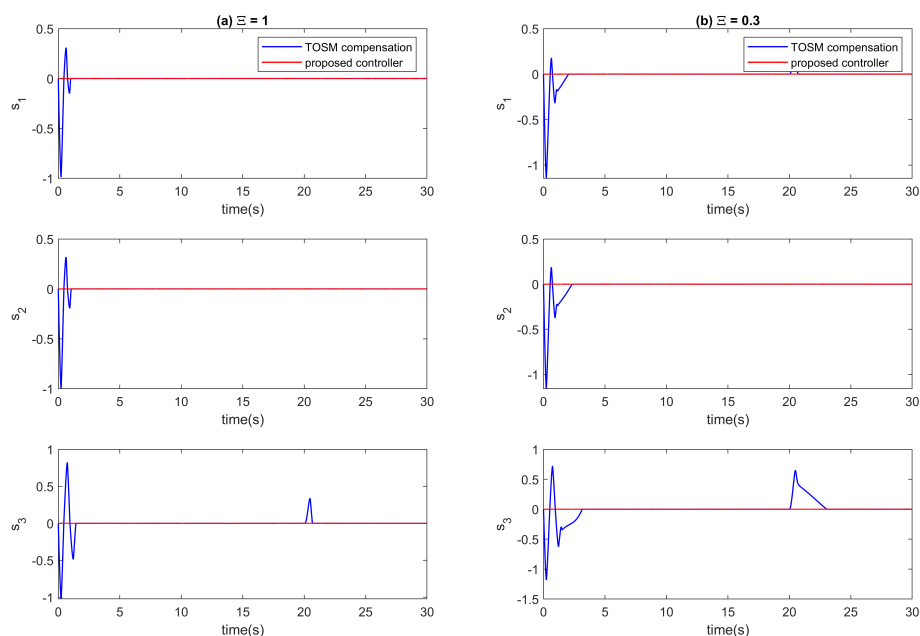 (a) Ξ = 1
0.5
0
-0.5
-1
s1
TOSM compensation
proposed controller
0 5 10 15 20 25 30
time(s)
(b) Ξ = 0.3
0.5
0
-0.5
-1
s1
TOSM compensation
proposed controller
0 5 10 15 20 25 30
time(s)
0.5
0
-0.5
-1
s2
0 5 10 15 20 25 30
time(s)
0.5
0
-0.5
-1
s2
0 5 10 15 20 25 30
time(s)
1
0.5
0
-0.5
-1
s3
0 5 10 15 20 25 30
time(s)
1
0.5
0
-0.5
-1
-1.5
s3
0 5 10 15 20 25 30
time(s)